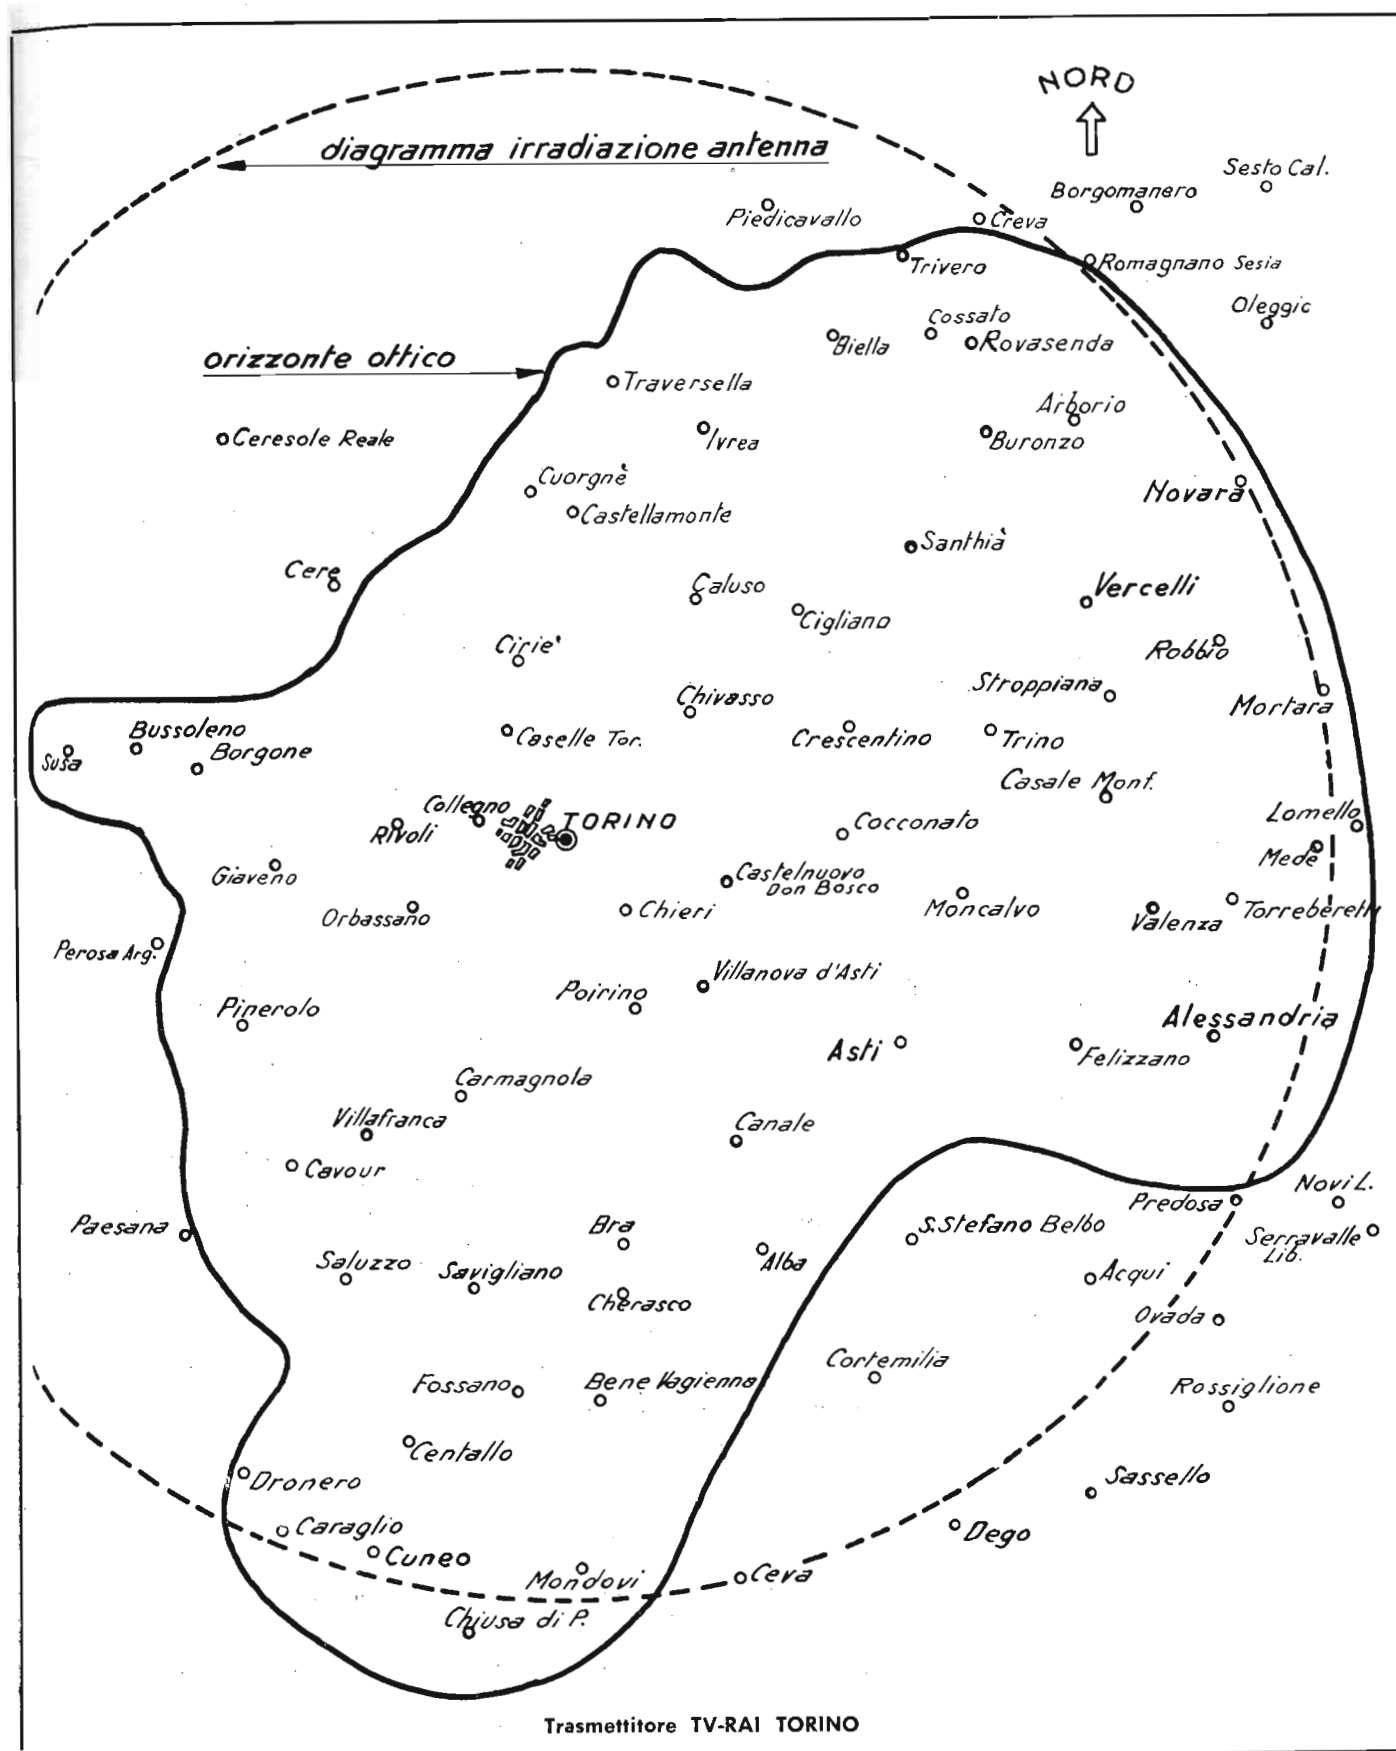 NORD
diagramma irradiazione antenna
Sesto Cal.
Borgomanero
Piedicavallo
Creva
Trivero
Romagnano Sesia
Oleggio
Cossato
Biella
Rovasenda
orizzonte ottico
Traversella
Arborio
Ceresole Reale
Ivrea
Buronzo
Cuorgnè
Novara
Castellamonte
Santhià
Cere
Caluso
Vercelli
Cigliano
Cirie'
Robbio
Stroppiana
Chivasso
Mortara
Bussoleno
Susa
Borgone
Caselle Tor.
Crescentino
Trino
Casale Monf.
Collegno
Rivoli
TORINO
Cocconato
Lomello
Mede
Giaveno
Castelnuovo
Don Bosco
Orbassano
Chieri
Moncalvo
Valenza
Torreberetti
Perosa Arg.
Villanova d'Asti
Poirino
Pinerolo
Alessandria
Asti
Felizzano
Carmagnola
Villafranca
Canale
Cavour
Predosa
Novi L.
Paesana
Bra
S. Stefano Belbo
Serravalle
Lib.
Saluzzo
Savigliano
Alba
Acqui
Cherasco
Ovada
Cortemilia
Fossano
Bene Vagienna
Rossiglione
Centallo
Dronero
Sassello
Caraglio
Dego
Cuneo
Mondovi
Ceva
Chiusa di P.
Trasmettitore TV-RAI TORINO